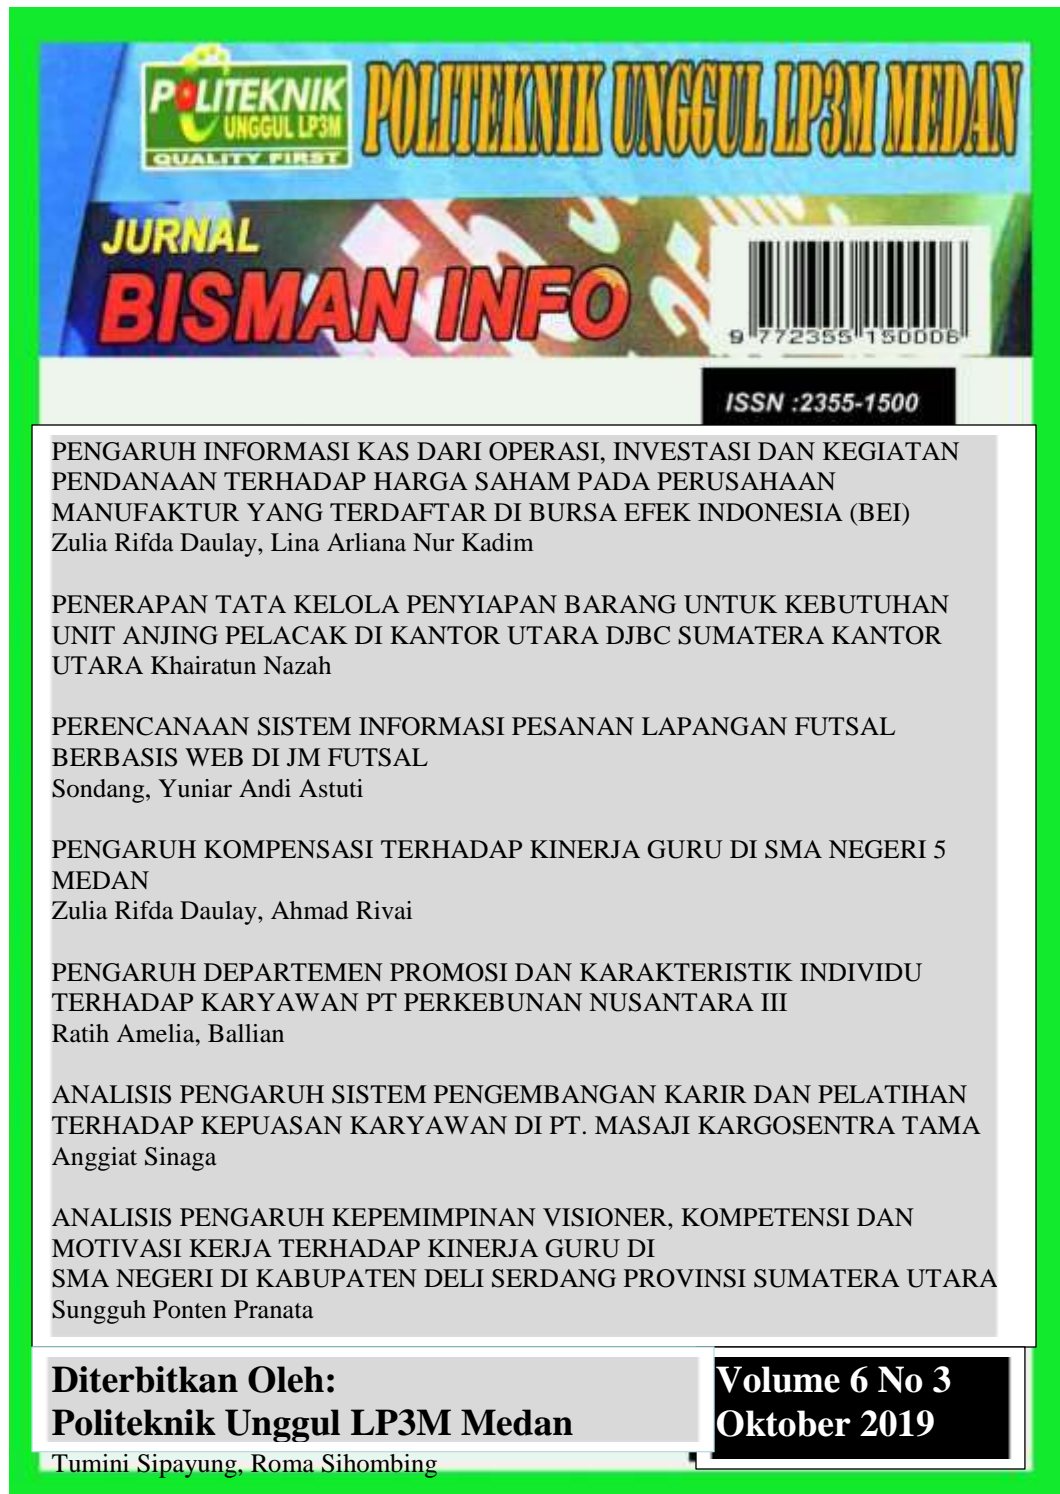 POLITEKNIK
UNGGUL LP3M
QUALITY FIRST
POLITEKNIK UNGGUL LP3M MEDAN
JURNAL
BISMAN INFO
9 772355 150006
ISSN :2355-1500
PENGARUH INFORMASI KAS DARI OPERASI, INVESTASI DAN KEGIATAN
PENDANAAN TERHADAP HARGA SAHAM PADA PERUSAHAAN
MANUFAKTUR YANG TERDAFTAR DI BURSA EFEK INDONESIA (BEI)
Zulia Rifda Daulay, Lina Arliana Nur Kadim
PENERAPAN TATA KELOLA PENYIAPAN BARANG UNTUK KEBUTUHAN
UNIT ANJING PELACAK DI KANTOR UTARA DJBC SUMATERA KANTOR
UTARA Khairatun Nazah
PERENCANAAN SISTEM INFORMASI PESANAN LAPANGAN FUTSAL
BERBASIS WEB DI JM FUTSAL
Sondang, Yuniar Andi Astuti
PENGARUH KOMPENSASI TERHADAP KINERJA GURU DI SMA NEGERI 5
MEDAN
Zulia Rifda Daulay, Ahmad Rivai
PENGARUH DEPARTEMEN PROMOSI DAN KARAKTERISTIK INDIVIDU
TERHADAP KARYAWAN PT PERKEBUNAN NUSANTARA III
Ratih Amelia, Ballian
ANALISIS PENGARUH SISTEM PENGEMBANGAN KARIR DAN PELATIHAN
TERHADAP KEPUASAN KARYAWAN DI PT. MASAJI KARGOSENTRA TAMA
Anggiat Sinaga
ANALISIS PENGARUH KEPEMIMPINAN VISIONER, KOMPETENSI DAN
MOTIVASI KERJA TERHADAP KINERJA GURU DI
SMA NEGERI DI KABUPATEN DELI SERDANG PROVINSI SUMATERA UTARA
Sungguh Ponten Pranata
Diterbitkan Oleh:
Politeknik Unggul LP3M Medan
Volume 6 No 3
Oktober 2019
Tumini Sipayung, Roma Sihombing